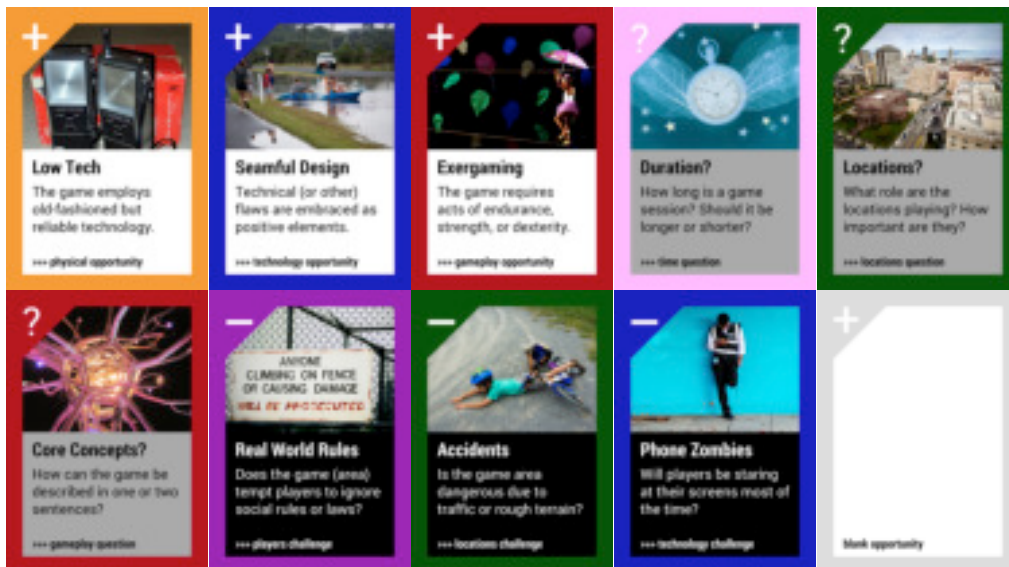 +
Low Tech
The game employs
old-fashioned but
reliable technology.
››› physical opportunity
+
Seamful Design
Technical (or other)
flaws are embraced as
positive elements.
››› technology opportunity
+
Exergaming
The game requires
acts of endurance,
strength, or dexterity.
››› gameplay opportunity
?
Duration?
How long is a game
session? Should it be
longer or shorter?
››› time question
?
Locations?
What role are the
locations playing? How
important are they?
››› locations question
?
Core Concepts?
How can the game be
described in one or two
sentences?
››› gameplay question
–
ANYONE
CLIMBING ON FENCE
OR CAUSING DAMAGE
WILL BE PROSECUTED
Real World Rules
Does the game (area)
tempt players to ignore
social rules or laws?
››› players challenge
–
Accidents
Is the game area
dangerous due to
traffic or rough terrain?
››› locations challenge
–
Phone Zombies
Will players be staring
at their screens most of
the time?
››› technology challenge
+
blank opportunity